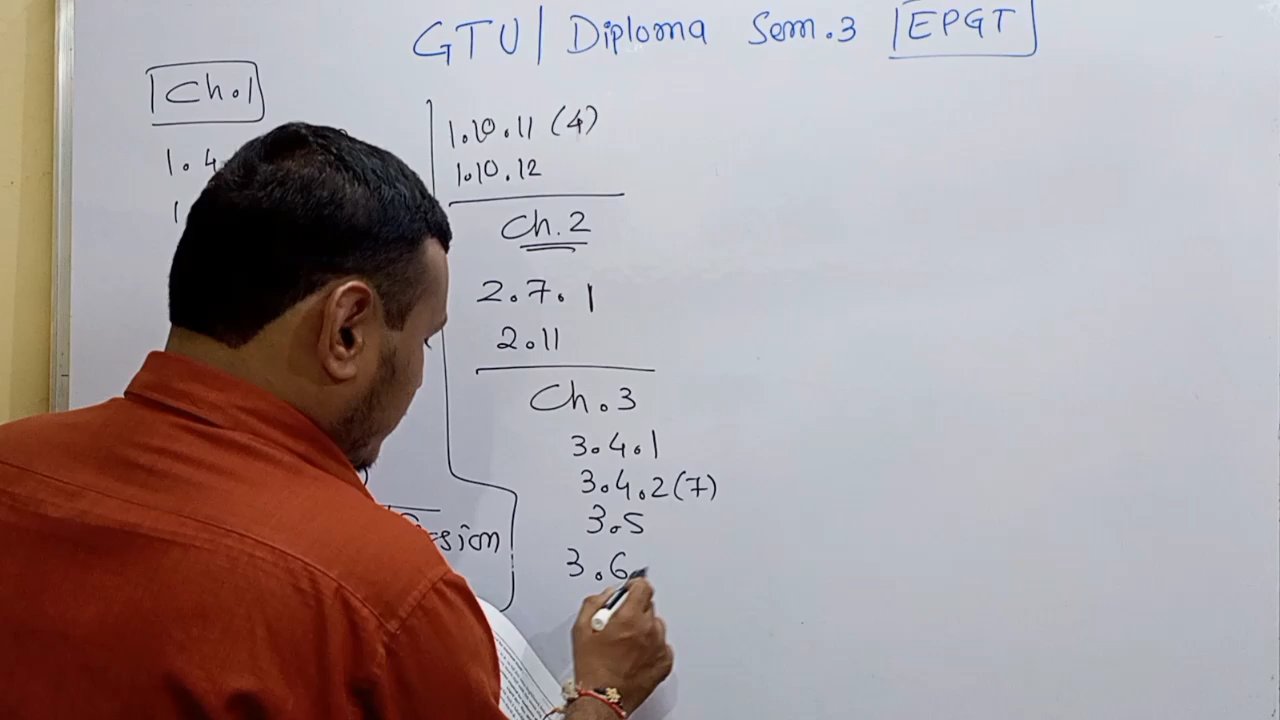 GTU | Diploma Sem.3 EPGT
Ch.1
1.4
1
1.10.11 (4)
1.10.12
Ch.2
2.7.1
2.11
Ch.3
3.4.1
3.4.2(7)
3.5
3.6.